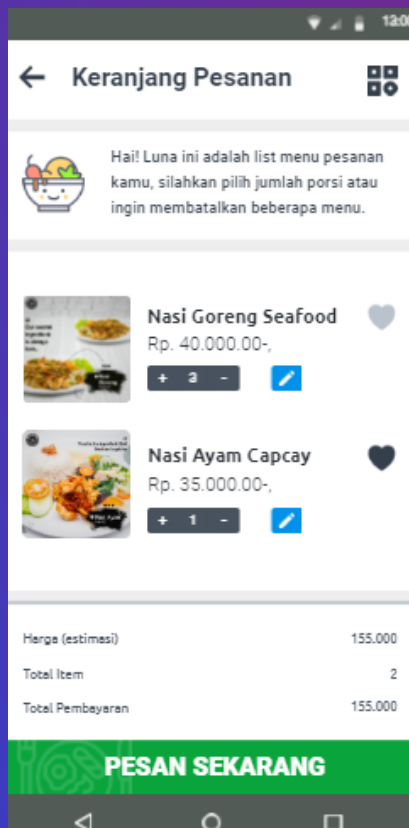 13:00
Keranjang Pesanan
Hai! Luna ini adalah list menu pesanan
kamu, silahkan pilih jumlah porsi atau
ingin membatalkan beberapa menu.
Nasi Goreng Seafood
Rp. 40.000.00-,
+ 3 -
Nasi Ayam Capcay
Rp. 35.000.00-,
+ 1 -
Harga (estimasi) 155.000
Total Item 2
Total Pembayaran 155.000
PESAN SEKARANG